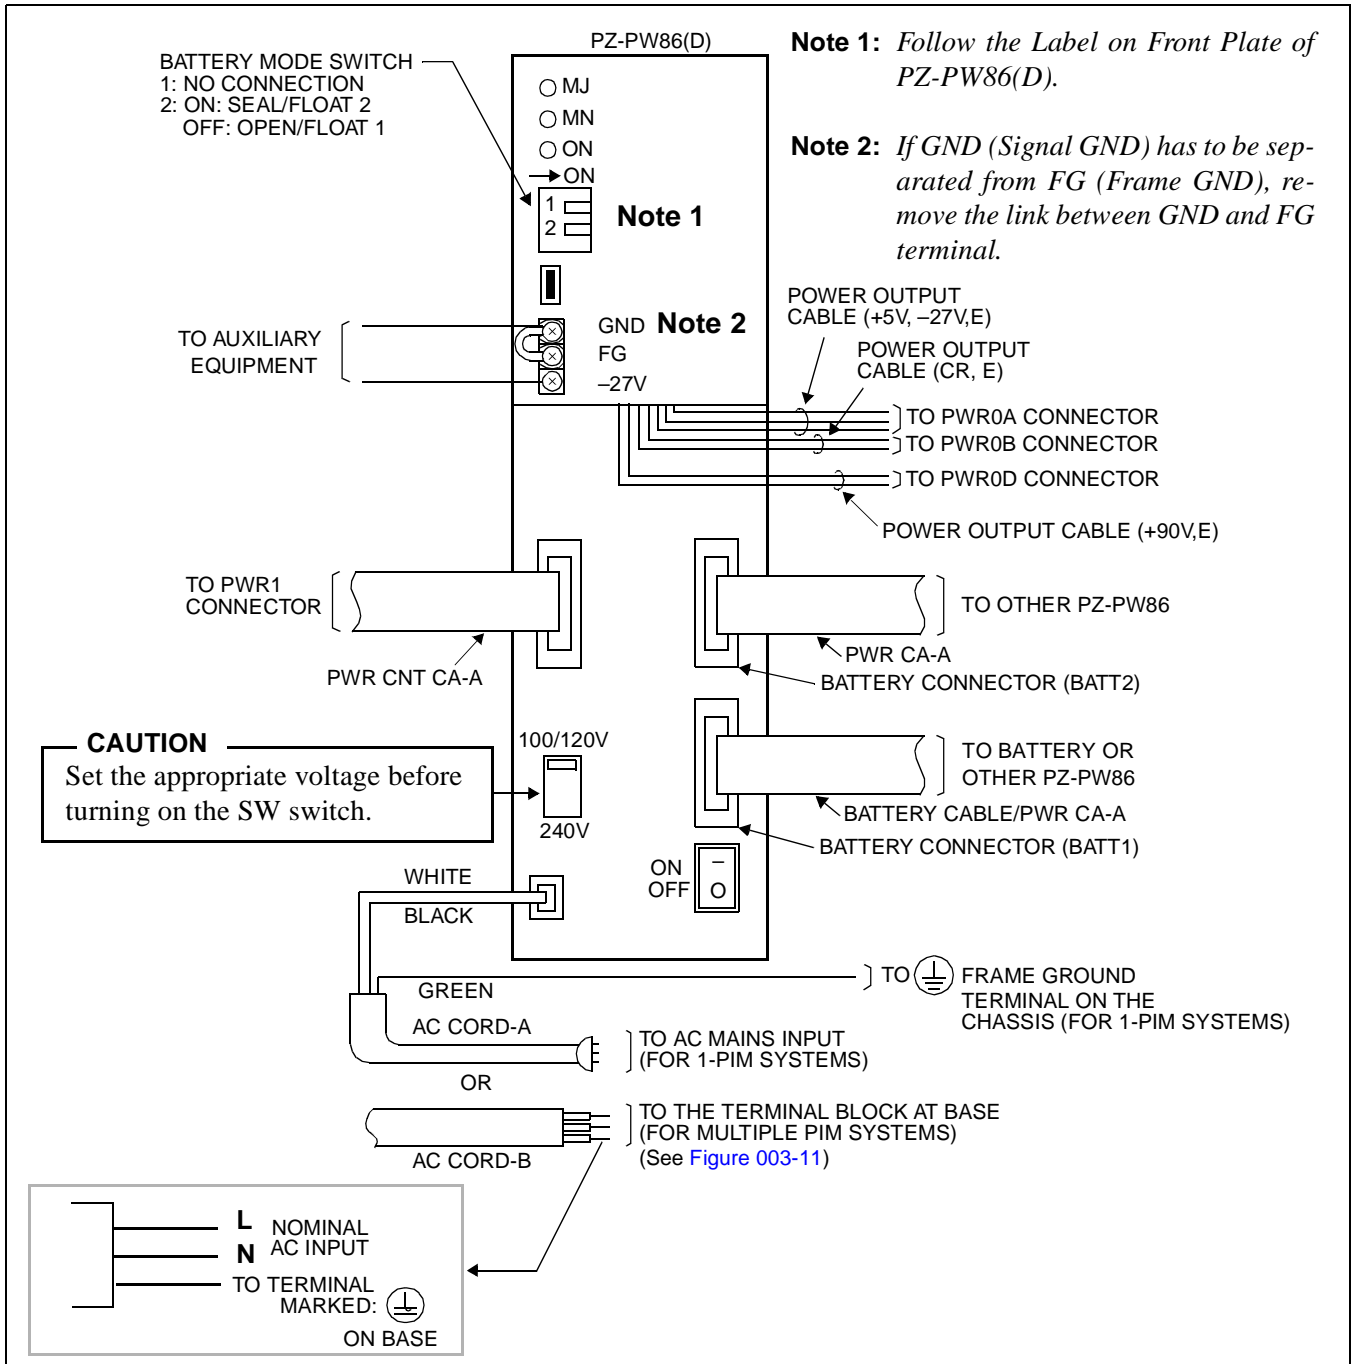 PZ-PW86(D)
BATTERY MODE SWITCH
1: NO CONNECTION
2: ON: SEAL/FLOAT 2
OFF: OPEN/FLOAT 1
MJ
MN
ON
ON
1
2
Note 1
Note 1: Follow the Label on Front Plate of
PZ-PW86(D).
Note 2: If GND (Signal GND) has to be sep-
arated from FG (Frame GND), re-
move the link between GND and FG
terminal.
TO AUXILIARY
EQUIPMENT
GND Note 2
FG
–27V
POWER OUTPUT
CABLE (+5V, –27V,E)
POWER OUTPUT
CABLE (CR, E)
TO PWR0A CONNECTOR
TO PWR0B CONNECTOR
TO PWR0D CONNECTOR
POWER OUTPUT CABLE (+90V,E)
TO PWR1
CONNECTOR
PWR CNT CA-A
TO OTHER PZ-PW86
PWR CA-A
BATTERY CONNECTOR (BATT2)
CAUTION
Set the appropriate voltage before
turning on the SW switch.
100/120V
240V
TO BATTERY OR
OTHER PZ-PW86
BATTERY CABLE/PWR CA-A
BATTERY CONNECTOR (BATT1)
ON –
OFF O
WHITE
BLACK
GREEN
TO FRAME GROUND
TERMINAL ON THE
CHASSIS (FOR 1-PIM SYSTEMS)
AC CORD-A
TO AC MAINS INPUT
(FOR 1-PIM SYSTEMS)
OR
TO THE TERMINAL BLOCK AT BASE
(FOR MULTIPLE PIM SYSTEMS)
(See Figure 003-11)
AC CORD-B
L
N
NOMINAL
AC INPUT
TO TERMINAL
MARKED:
ON BASE